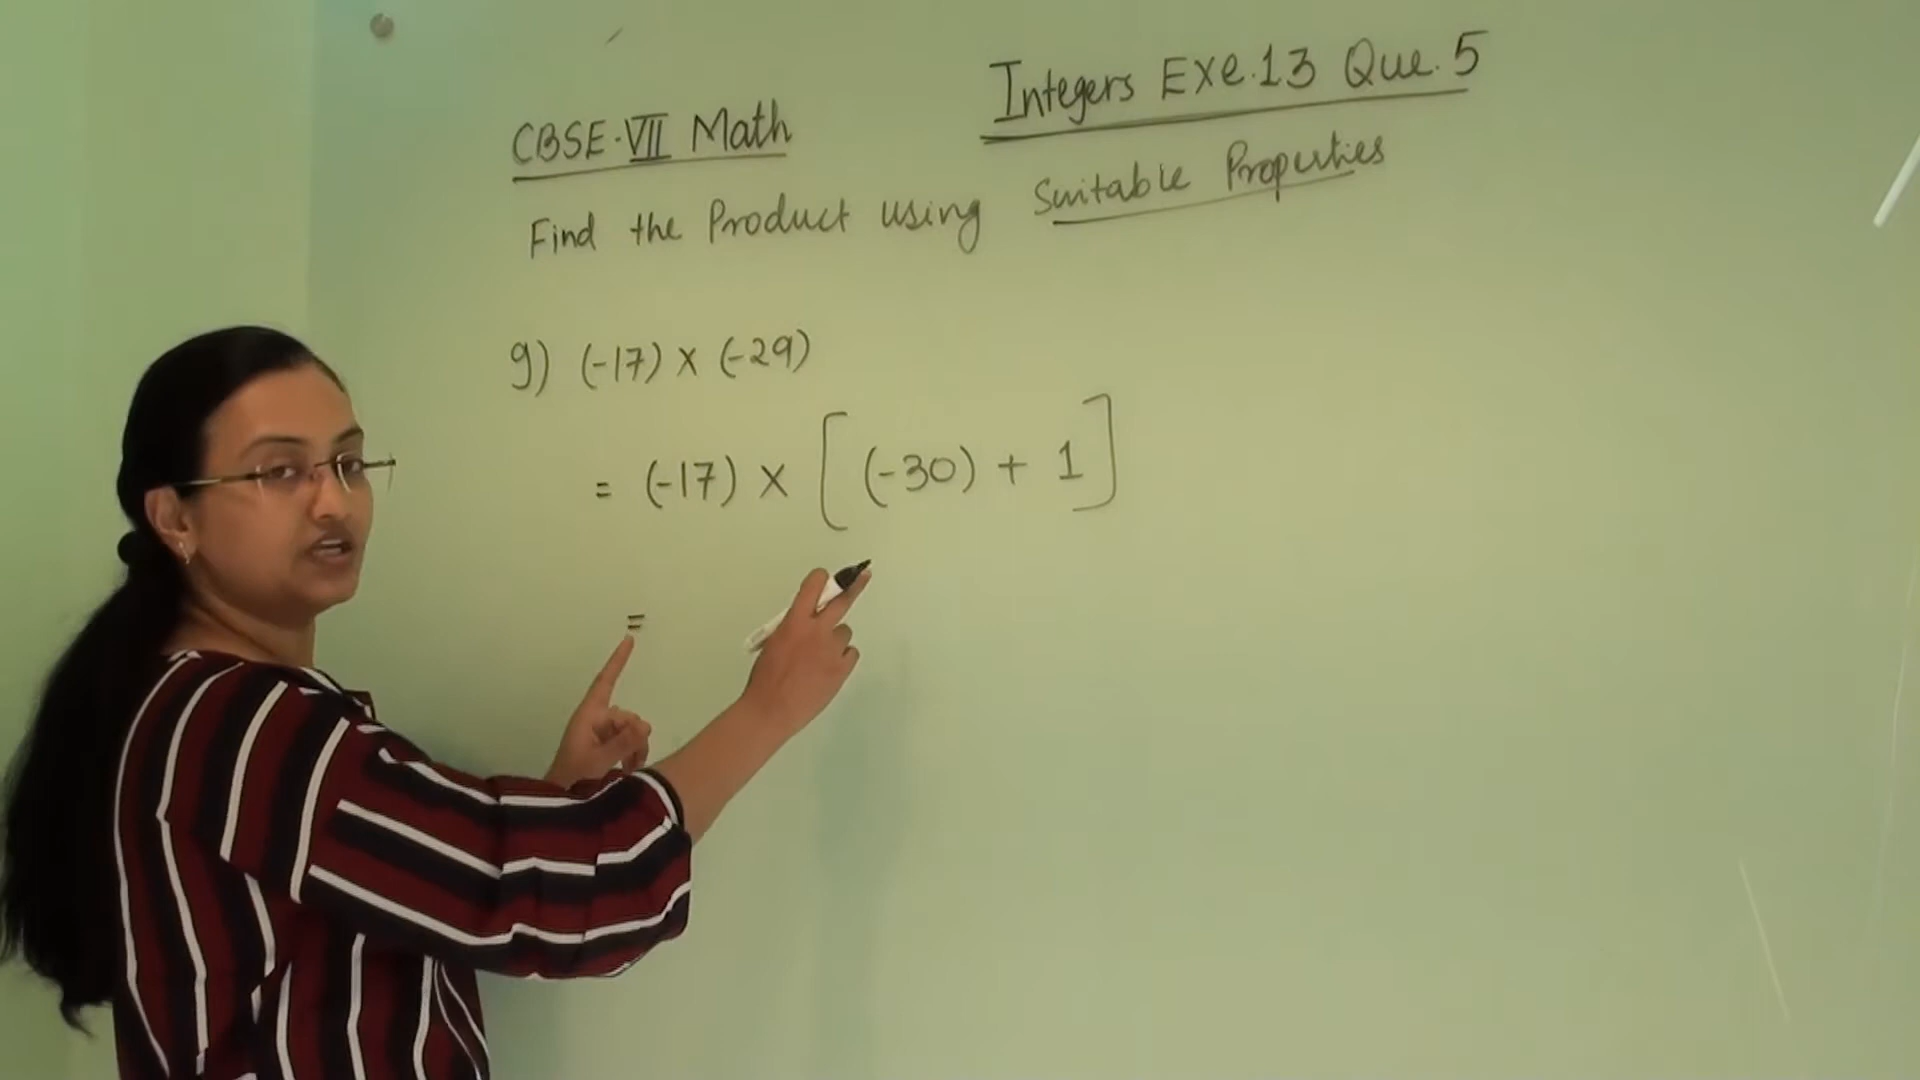 Integers Exe.13 Que.5
CBSE-VII Math
Find the Product using Suitable Properties
g) (-17) × (-29)
= (-17) × [(-30) + 1]
=